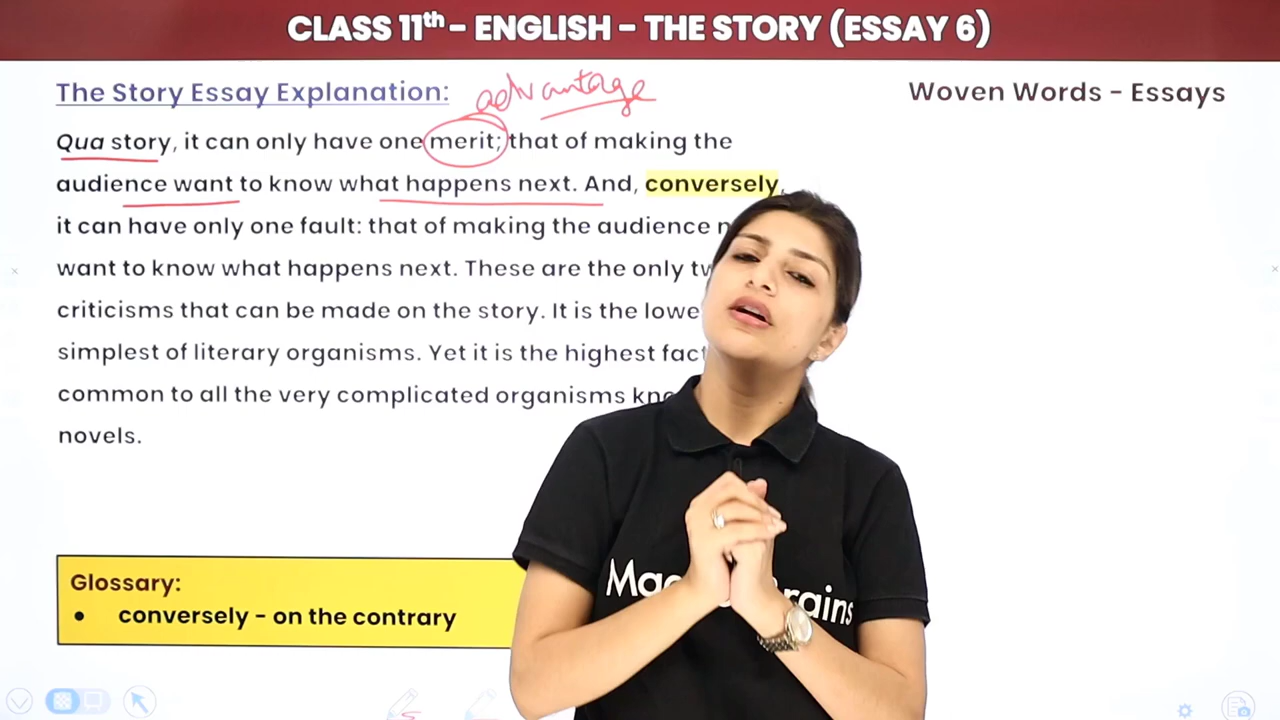 CLASS 11th - ENGLISH - THE STORY (ESSAY 6)
The Story Essay Explanation:
advantage
Woven Words - Essays
Qua story, it can only have one merit; that of making the
audience want to know what happens next. And, conversely,
it can have only one fault: that of making the audience
want to know what happens next. These are the only
criticisms that can be made on the story. It is the
simplest of literary organisms. Yet it is the highest
common to all the very complicated organisms
novels.
Glossary:
• conversely - on the contrary